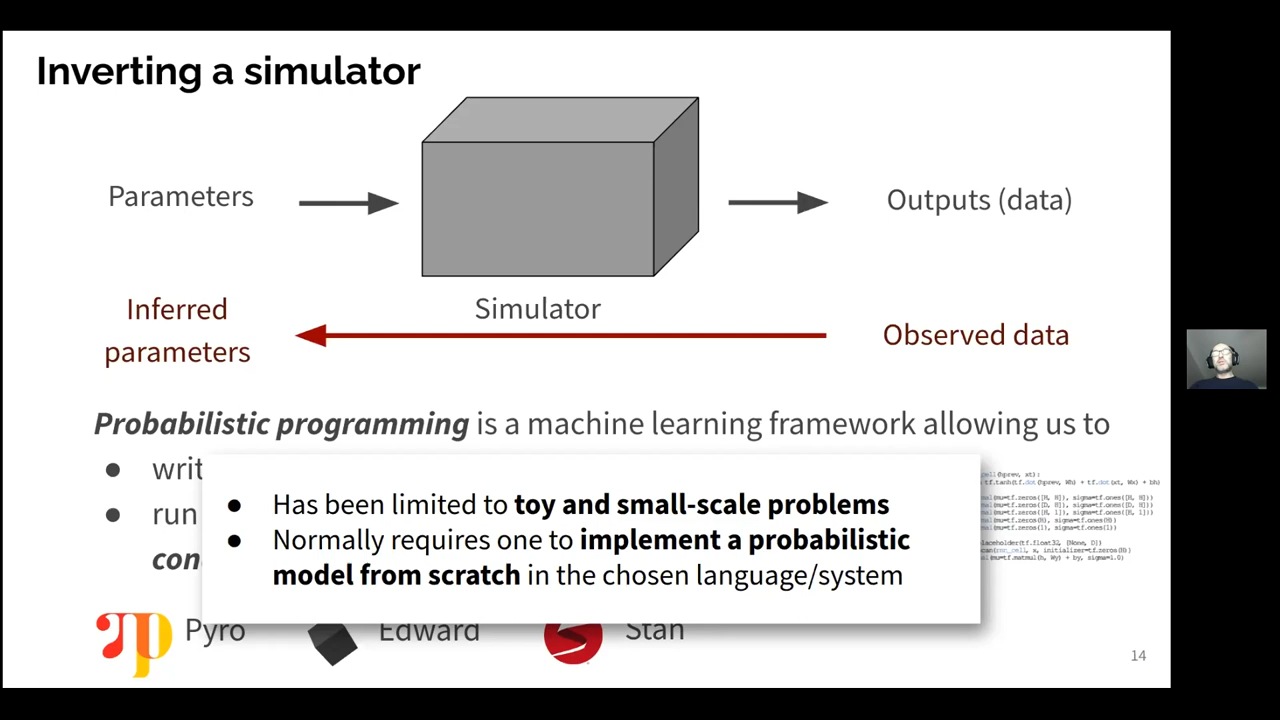 Inverting a simulator
Parameters
Outputs (data)
Simulator
Inferred
parameters
Observed data
Probabilistic programming is a machine learning framework allowing us to
● writ
● run
con
● Has been limited to toy and small-scale problems
● Normally requires one to implement a probabilistic
model from scratch in the chosen language/system
Pyro
Edward
Stan
14